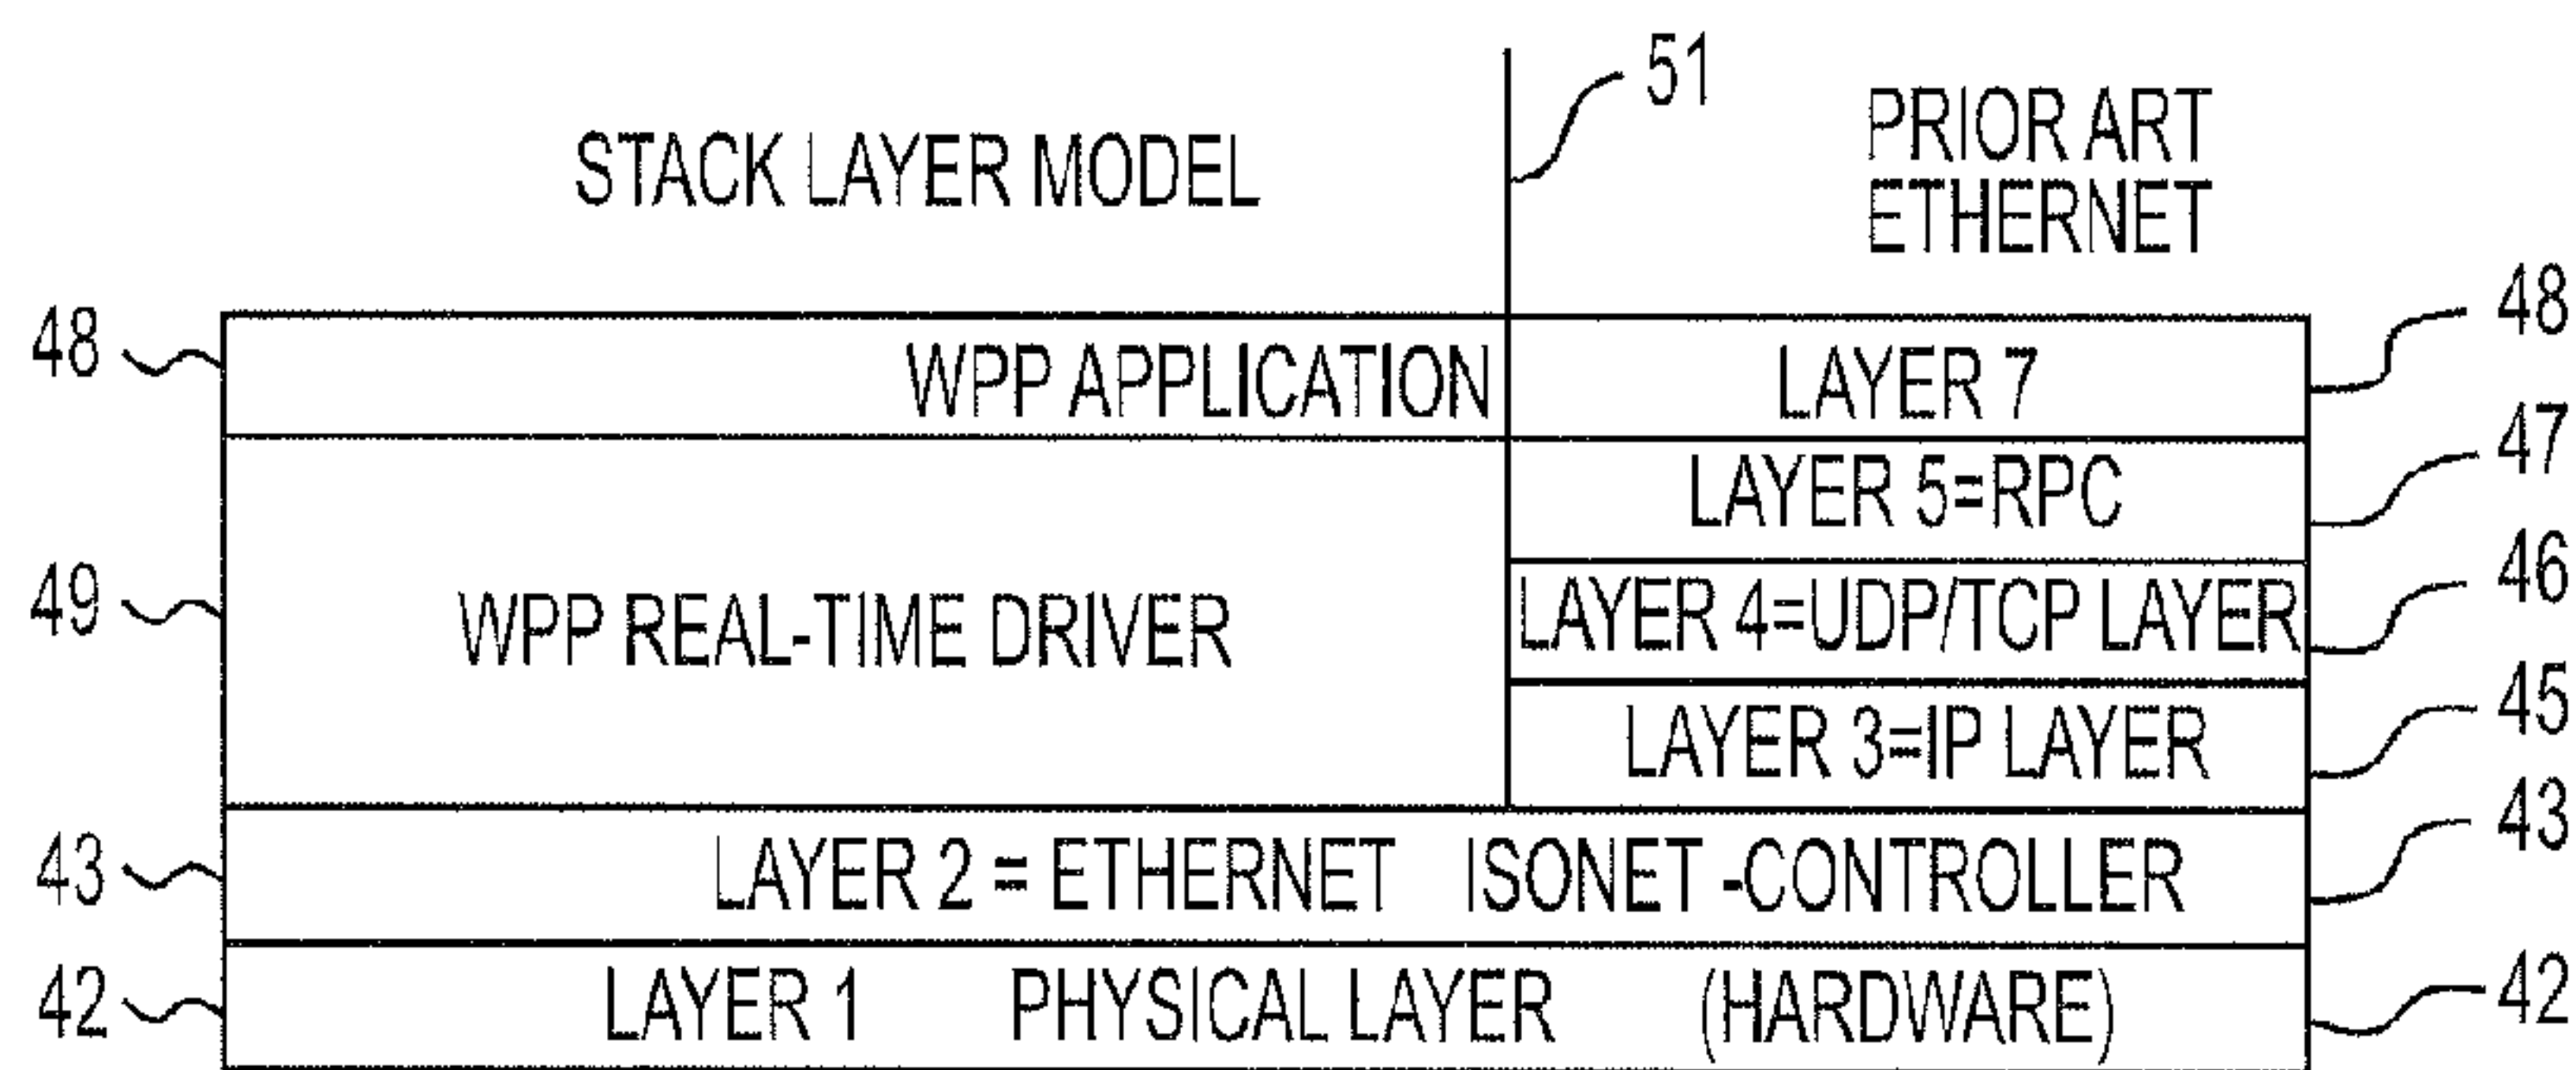 51
STACK LAYER MODEL
PRIOR ART
ETHERNET
48 WPP APPLICATION LAYER 7 48
LAYER 5=RPC 47
49 WPP REAL-TIME DRIVER LAYER 4=UDP/TCP LAYER 46
LAYER 3=IP LAYER 45
43 LAYER 2 = ETHERNET ISONET -CONTROLLER 43
42 LAYER 1 PHYSICAL LAYER (HARDWARE) 42